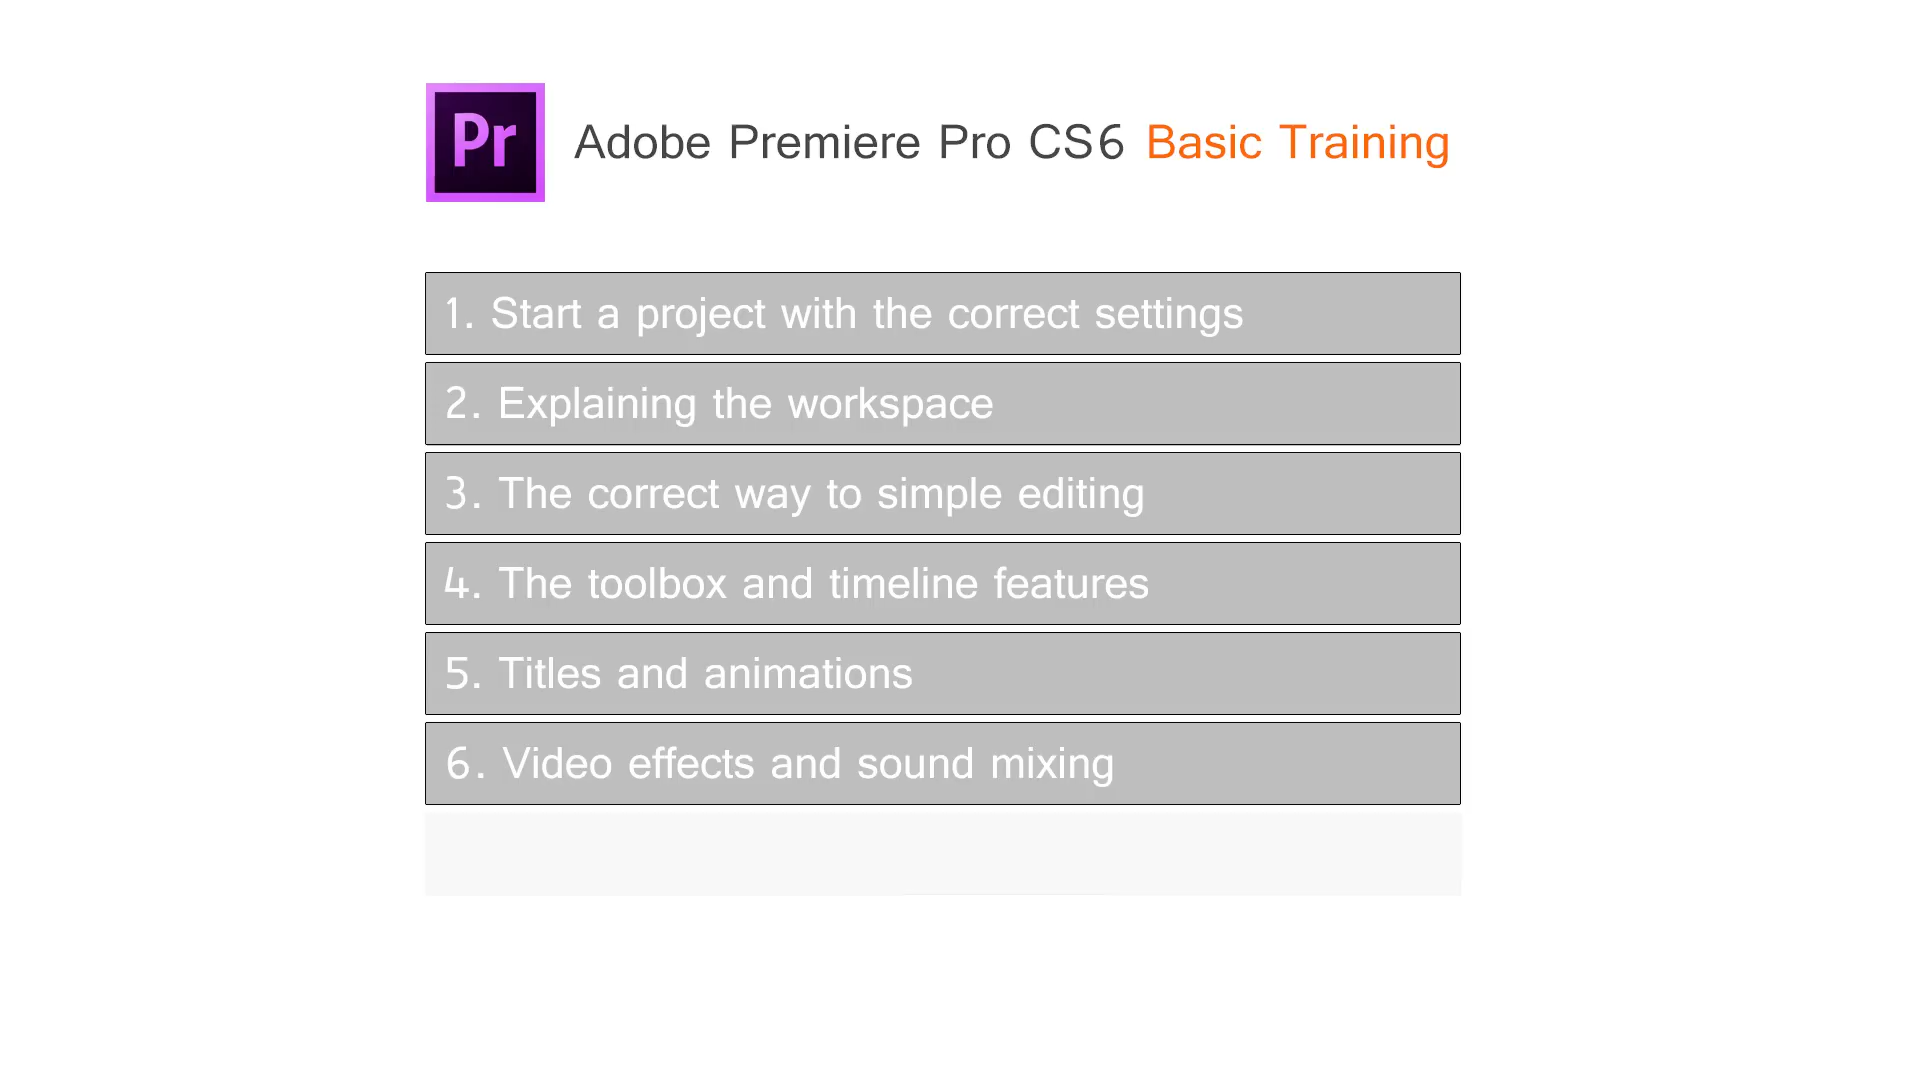 Pr
Adobe Premiere Pro CS6 Basic Training
1. Start a project with the correct settings
2. Explaining the workspace
3. The correct way to simple editing
4. The toolbox and timeline features
5. Titles and animations
6. Video effects and sound mixing